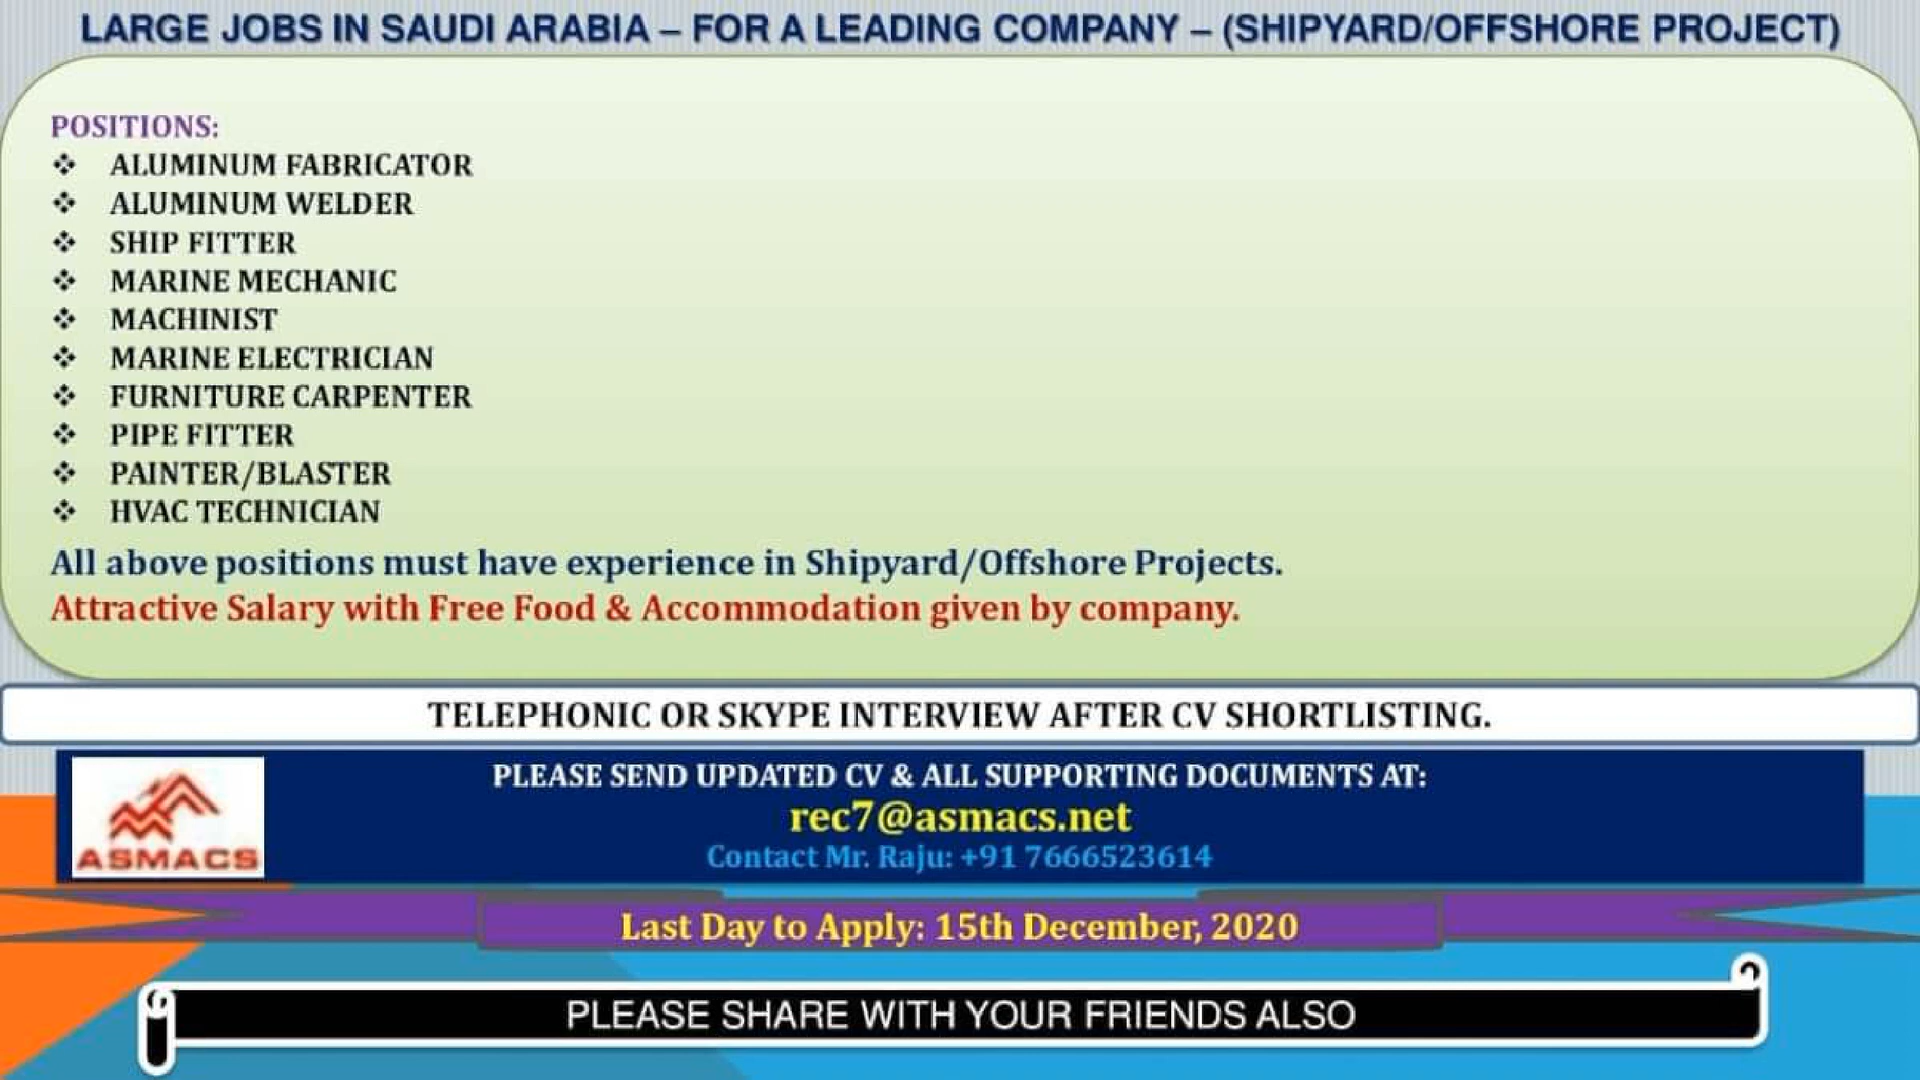 LARGE JOBS IN SAUDI ARABIA – FOR A LEADING COMPANY – (SHIPYARD/OFFSHORE PROJECT)
POSITIONS:
❖ ALUMINUM FABRICATOR
❖ ALUMINUM WELDER
❖ SHIP FITTER
❖ MARINE MECHANIC
❖ MACHINIST
❖ MARINE ELECTRICIAN
❖ FURNITURE CARPENTER
❖ PIPE FITTER
❖ PAINTER/BLASTER
❖ HVAC TECHNICIAN
All above positions must have experience in Shipyard/Offshore Projects.
Attractive Salary with Free Food & Accommodation given by company.
TELEPHONIC OR SKYPE INTERVIEW AFTER CV SHORTLISTING.
PLEASE SEND UPDATED CV & ALL SUPPORTING DOCUMENTS AT:
rec7@asmacs.net
Contact Mr. Raju: +91 7666523614
ASMACS
Last Day to Apply: 15th December, 2020
PLEASE SHARE WITH YOUR FRIENDS ALSO